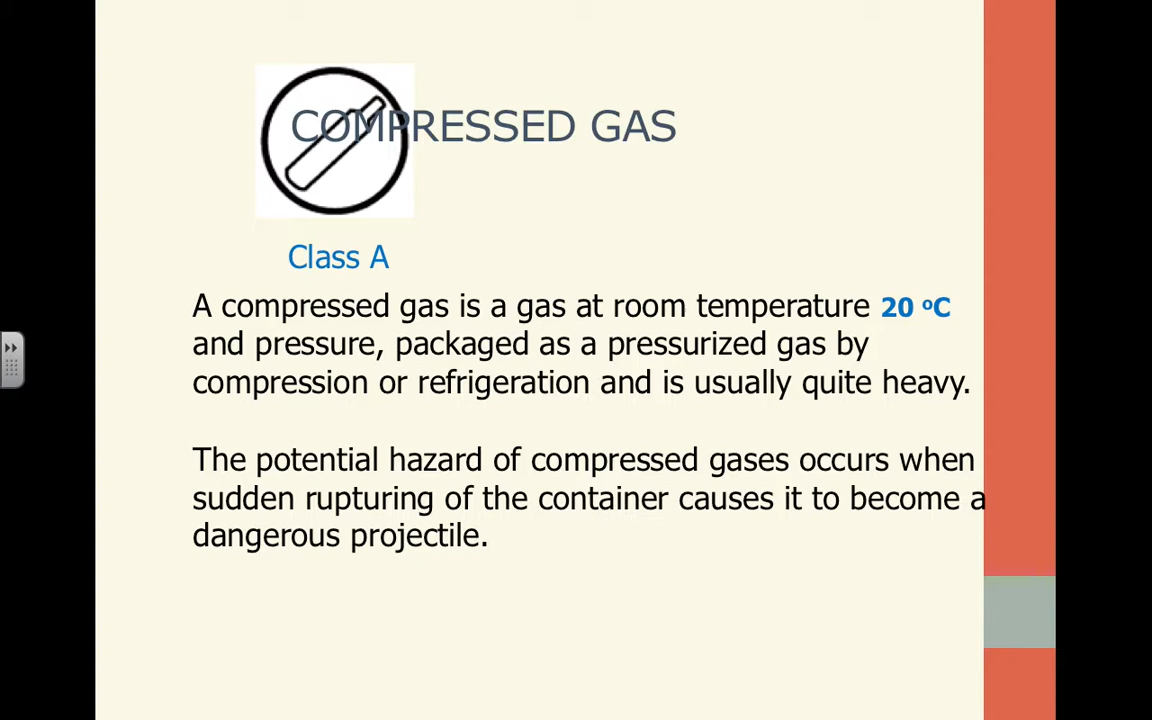 COMPRESSED GAS
Class A
A compressed gas is a gas at room temperature 20 ºC
and pressure, packaged as a pressurized gas by
compression or refrigeration and is usually quite heavy.
The potential hazard of compressed gases occurs when
sudden rupturing of the container causes it to become a
dangerous projectile.